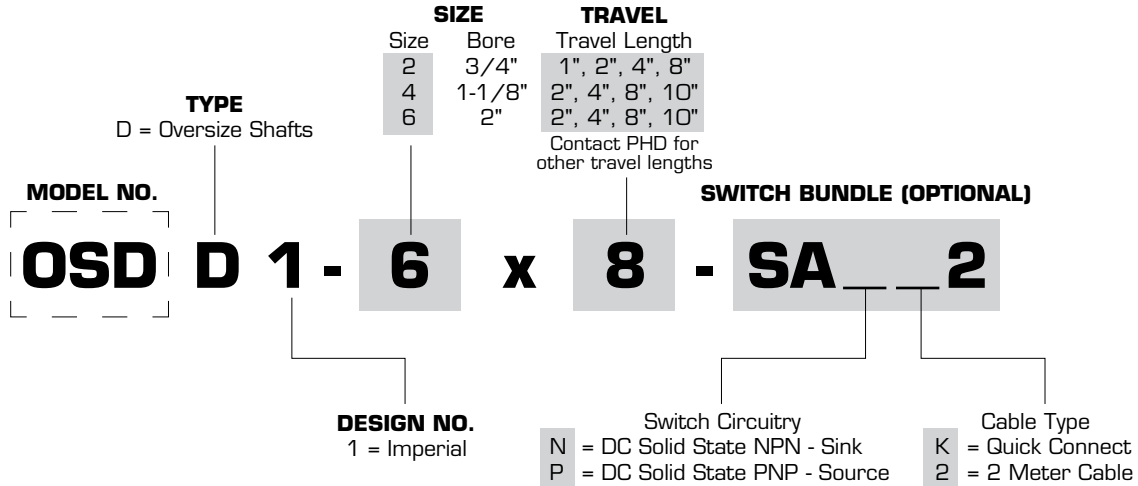 SIZE TRAVEL
Size Bore Travel Length
2 3/4" 1", 2", 4", 8"
4 1-1/8" 2", 4", 8", 10"
6 2" 2", 4", 8", 10"
Contact PHD for
other travel lengths
TYPE
D = Oversize Shafts
MODEL NO.
SWITCH BUNDLE (OPTIONAL)
OSD D 1 - 6 x 8 - SA__ __2
DESIGN NO.
1 = Imperial
Switch Circuitry
N = DC Solid State NPN - Sink
P = DC Solid State PNP - Source
Cable Type
K = Quick Connect
2 = 2 Meter Cable